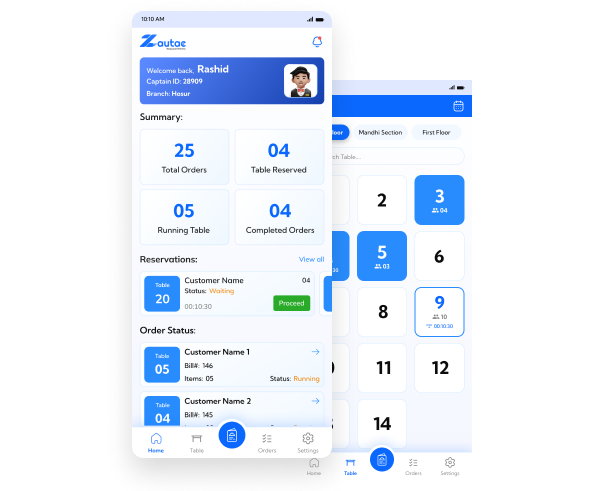 10:10 AM
Zautae
Welcome back, Rashid
Captain ID: 28909
Branch: Hosur
Summary:
25
Total Orders
04
Table Reserved
05
Running Table
04
Completed Orders
Reservations:
View all
Table
20
Customer Name
04
Status: Waiting
00:10:30
Proceed
Order Status:
Table
05
Customer Name 1
Bill#: 146
Items: 05
Status: Running
Table
04
Customer Name 2
Bill#: 145
Home
Table
Orders
Settings
Mandhi Section
First Floor
Table...
2
3
04
5
03
6
8
9
10
00:10:30
11
12
14
Home
Table
Orders
Settings